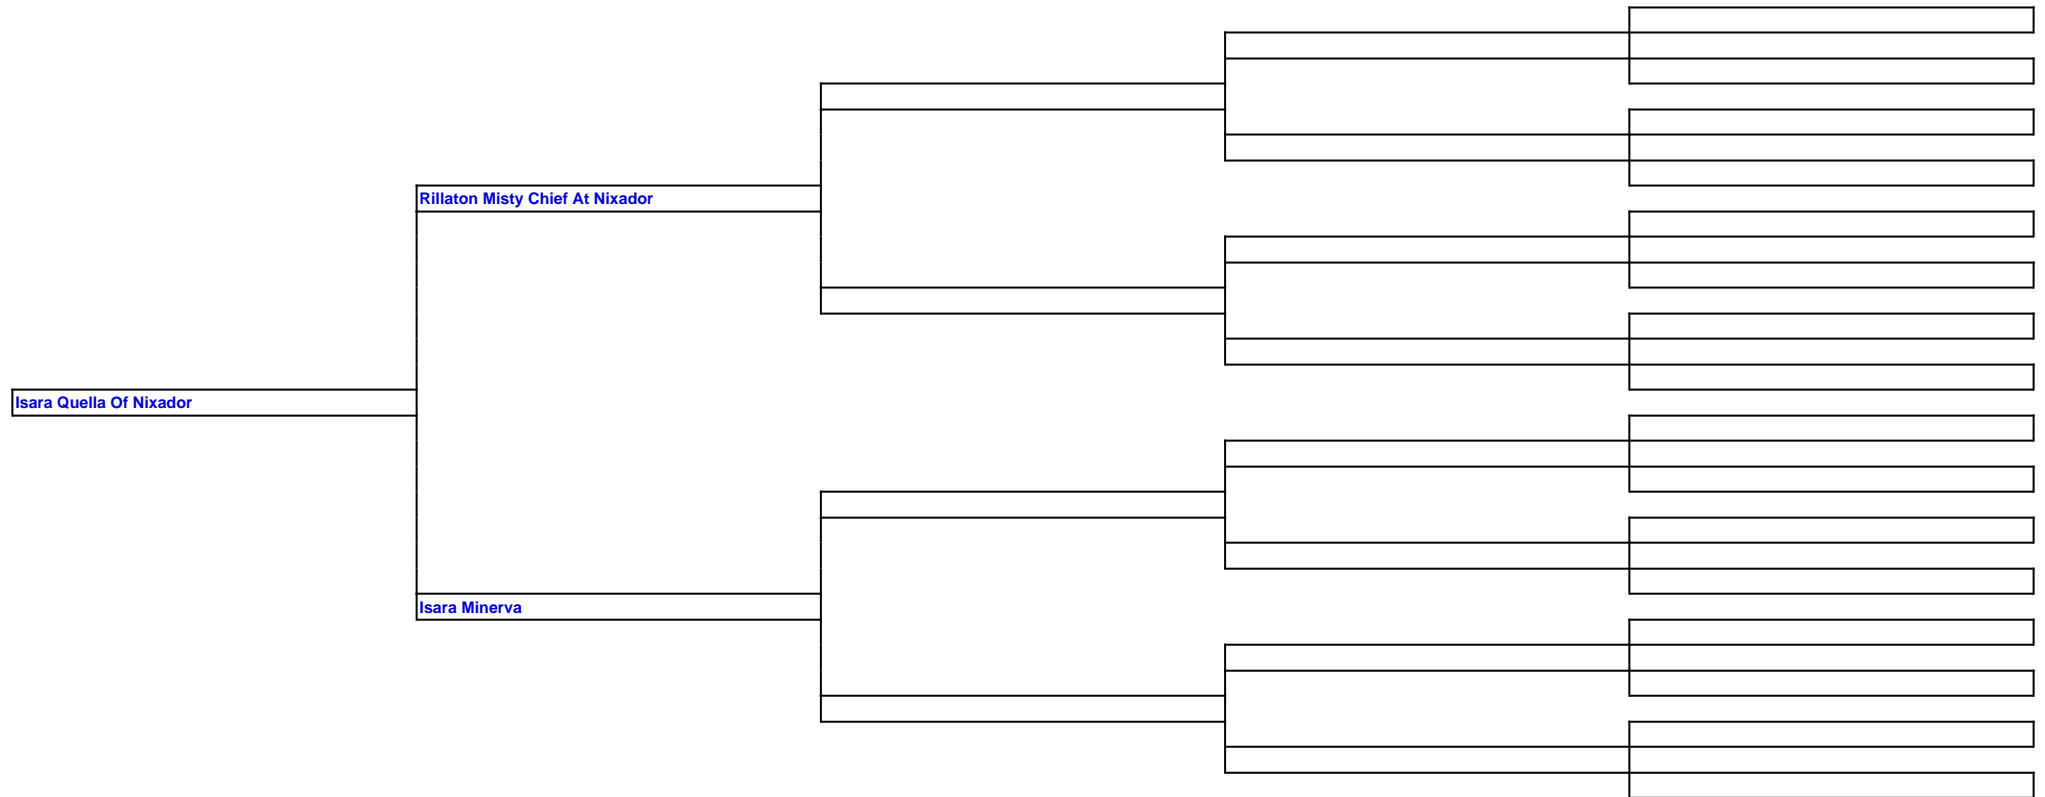 Rillaton Misty Chief At Nixador
Isara Quella Of Nixador
Isara Minerva